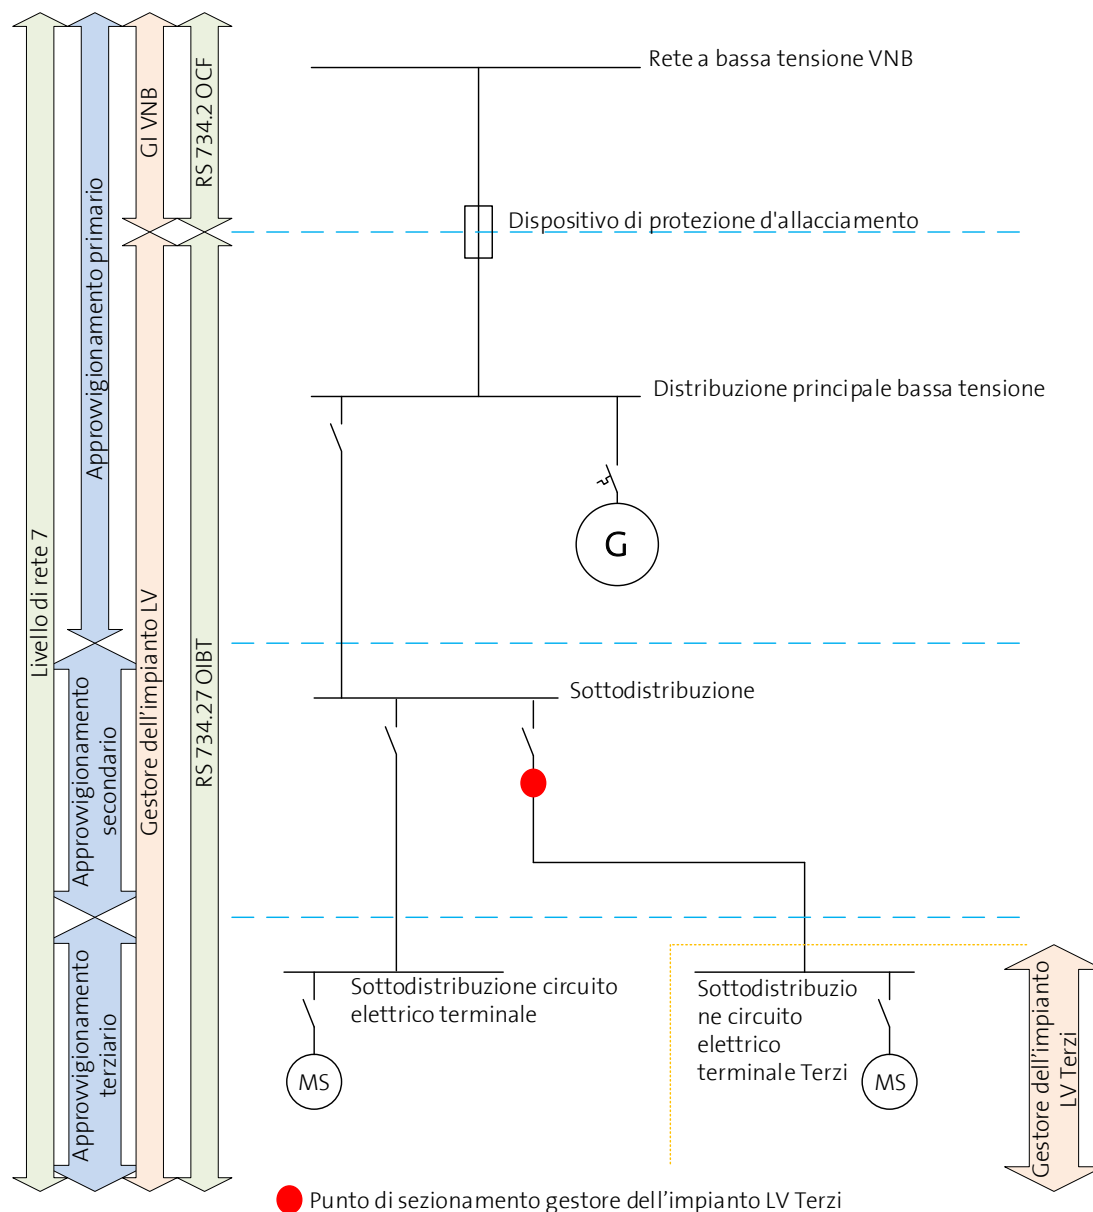 Livello di rete 7
Approvvigionamento primario
Approvvigionamento
secondario
Approvvigionamento
terziario
GI VNB
Gestore dell'impianto LV
RS 734.2 OCF
RS 734.27 OIBT
Rete a bassa tensione VNB
Dispositivo di protezione d'allacciamento
Distribuzione principale bassa tensione
G
Sottodistribuzione
Sottodistribuzione circuito
elettrico terminale
MS
Sottodistribuzio
ne circuito
elettrico
terminale Terzi
MS
Gestore dell'impianto
LV Terzi
Punto di sezionamento gestore dell'impianto LV Terzi